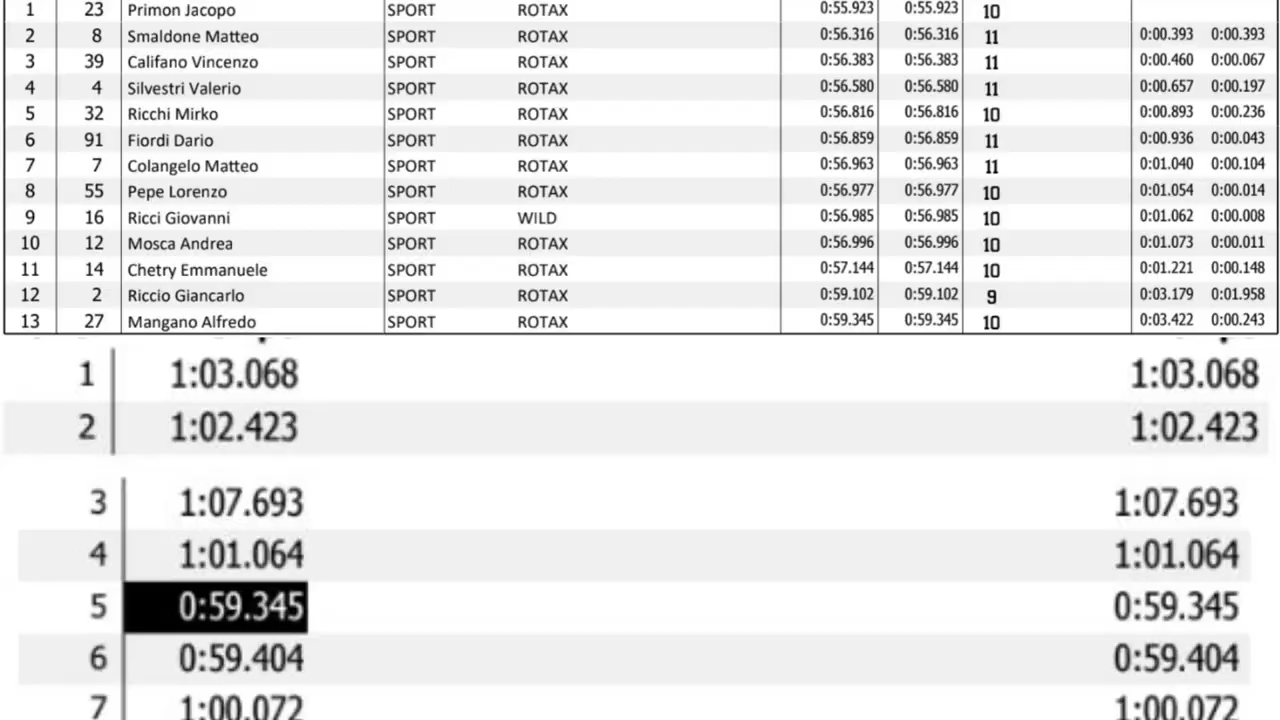 1 23 Primon Jacopo SPORT ROTAX 0:55.923 0:55.923 10
2 8 Smaldone Matteo SPORT ROTAX 0:56.316 0:56.316 11 0:00.393 0:00.393
3 39 Califano Vincenzo SPORT ROTAX 0:56.383 0:56.383 11 0:00.460 0:00.067
4 4 Silvestri Valerio SPORT ROTAX 0:56.580 0:56.580 11 0:00.657 0:00.197
5 32 Ricchi Mirko SPORT ROTAX 0:56.816 0:56.816 10 0:00.893 0:00.236
6 91 Fiordi Dario SPORT ROTAX 0:56.859 0:56.859 11 0:00.936 0:00.043
7 7 Colangelo Matteo SPORT ROTAX 0:56.963 0:56.963 11 0:01.040 0:00.104
8 55 Pepe Lorenzo SPORT ROTAX 0:56.977 0:56.977 10 0:01.054 0:00.014
9 16 Ricci Giovanni SPORT WILD 0:56.985 0:56.985 10 0:01.062 0:00.008
10 12 Mosca Andrea SPORT ROTAX 0:56.996 0:56.996 10 0:01.073 0:00.011
11 14 Chetry Emmanuele SPORT ROTAX 0:57.144 0:57.144 10 0:01.221 0:00.148
12 2 Riccio Giancarlo SPORT ROTAX 0:59.102 0:59.102 9 0:03.179 0:01.958
13 27 Mangano Alfredo SPORT ROTAX 0:59.345 0:59.345 10 0:03.422 0:00.243
1 1:03.068 1:03.068
2 1:02.423 1:02.423
3 1:07.693 1:07.693
4 1:01.064 1:01.064
5 0:59.345 0:59.345
6 0:59.404 0:59.404
7 1:00.072 1:00.072